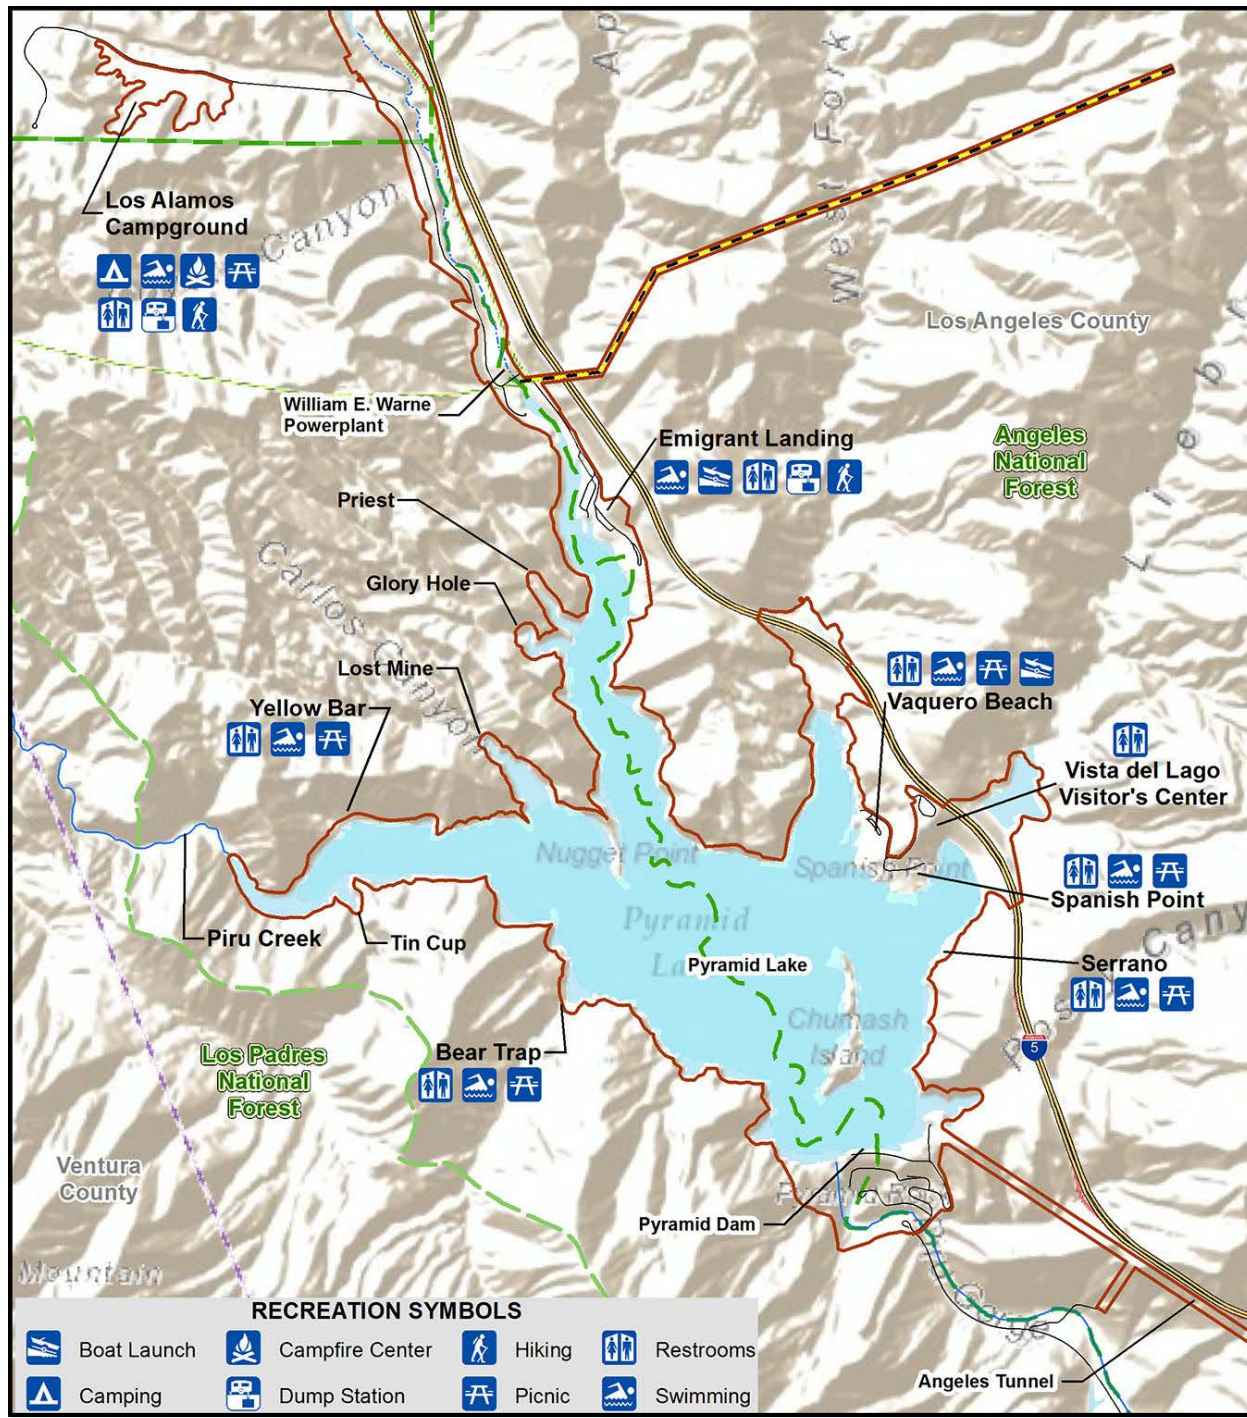 Ap
West Fork
Los Alamos
Campground
Canyon
Los Angeles County
William E. Warne
Powerplant
Emigrant Landing
Angeles
National
Forest
Priest
Glory Hole
Carlos Canyon
Lost Mine
Yellow Bar
Vaquero Beach
Vista del Lago
Visitor's Center
Nugget Point
Spanish Point
Spanish Point
Pyramid
Piru Creek
Tin Cup
Pyramid Lake
Serrano
Chumash
Island
5
Bear Trap
Los Padres
National
Forest
Ventura
County
Pyramid Dam
Mountain
Gorge
Angeles Tunnel
RECREATION SYMBOLS
Boat Launch
Campfire Center
Hiking
Restrooms
Camping
Dump Station
Picnic
Swimming